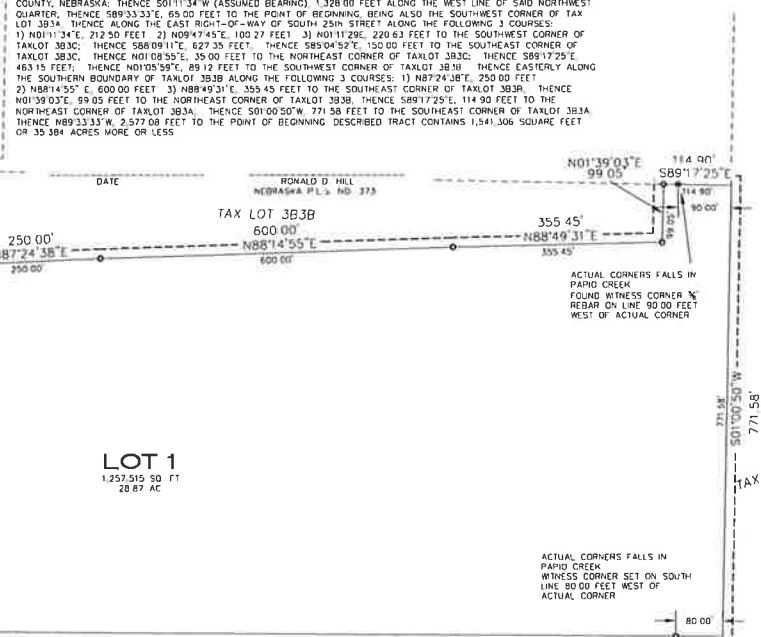 COUNTY, NEBRASKA; THENCE S01°11'34"W (ASSUMED BEARING), 1,328.00 FEET ALONG THE WEST LINE OF SAID NORTHWEST
QUARTER, THENCE S89°33'33"E, 65.00 FEET TO THE POINT OF BEGINNING, BEING ALSO THE SOUTHWEST CORNER OF TAX
LOT 3B3A. THENCE ALONG THE EAST RIGHT-OF-WAY OF SOUTH 25th STREET ALONG THE FOLLOWING 3 COURSES:
1) N01°11'34"E, 212.50 FEET 2) N09°47'45"E, 100.27 FEET 3) N01°11'29E, 220.63 FEET TO THE SOUTHWEST CORNER OF
TAXLOT 3B3C; THENCE S88°09'11"E, 627.35 FEET, THENCE S85°04'52"E, 150.00 FEET TO THE SOUTHEAST CORNER OF
TAXLOT 3B3C, THENCE N01°08'55"E, 35.00 FEET TO THE NORTHEAST CORNER OF TAXLOT 3B3C; THENCE S89°17'25"E
463.15 FEET; THENCE N01°05'59"E, 89.12 FEET TO THE SOUTHWEST CORNER OF TAXLOT 3B3B THENCE EASTERLY ALONG
THE SOUTHERN BOUNDARY OF TAXLOT 3B3B ALONG THE FOLLOWING 3 COURSES: 1) N87°24'38"E, 250.00 FEET
2) N88°14'55" E, 600.00 FEET 3) N88°49'31"E, 355.45 FEET TO THE SOUTHEAST CORNER OF TAXLOT 3B3B, THENCE
N01°39'03"E, 99.05 FEET TO THE NORTHEAST CORNER OF TAXLOT 3B3B, THENCE S89°17'25"E, 114.90 FEET TO THE
NORTHEAST CORNER OF TAXLOT 3B3A; THENCE S01°00'50"W, 771.58 FEET TO THE SOUTHEAST CORNER OF TAXLOT 3B3A
THENCE N89°33'33"W, 2,577.08 FEET TO THE POINT OF BEGINNING DESCRIBED TRACT CONTAINS 1,541,306 SQUARE FEET
OR 35.384 ACRES MORE OR LESS
DATE
RONALD D HILL
NEBRASKA P.L.S. NO 373
N01°39'03"E
99.05'
114.90'
S89°17'25"E
114.90'
90.00'
99.05'
TAX LOT 3B3B
250.00'
87°24'38"E
250.00'
600.00'
N88°14'55"E
600.00'
355.45'
N88°49'31"E
355.45'
ACTUAL CORNERS FALLS IN
PAPIO CREEK
FOUND WITNESS CORNER ⅝"
REBAR ON LINE 90.00 FEET
WEST OF ACTUAL CORNER
771.58'
S01°00'50"W
771.58'
TAX
LOT 1
1,257,515 SQ FT
28.87 AC
ACTUAL CORNERS FALLS IN
PAPIO CREEK
WITNESS CORNER SET ON SOUTH
LINE 80.00 FEET WEST OF
ACTUAL CORNER
80.00'